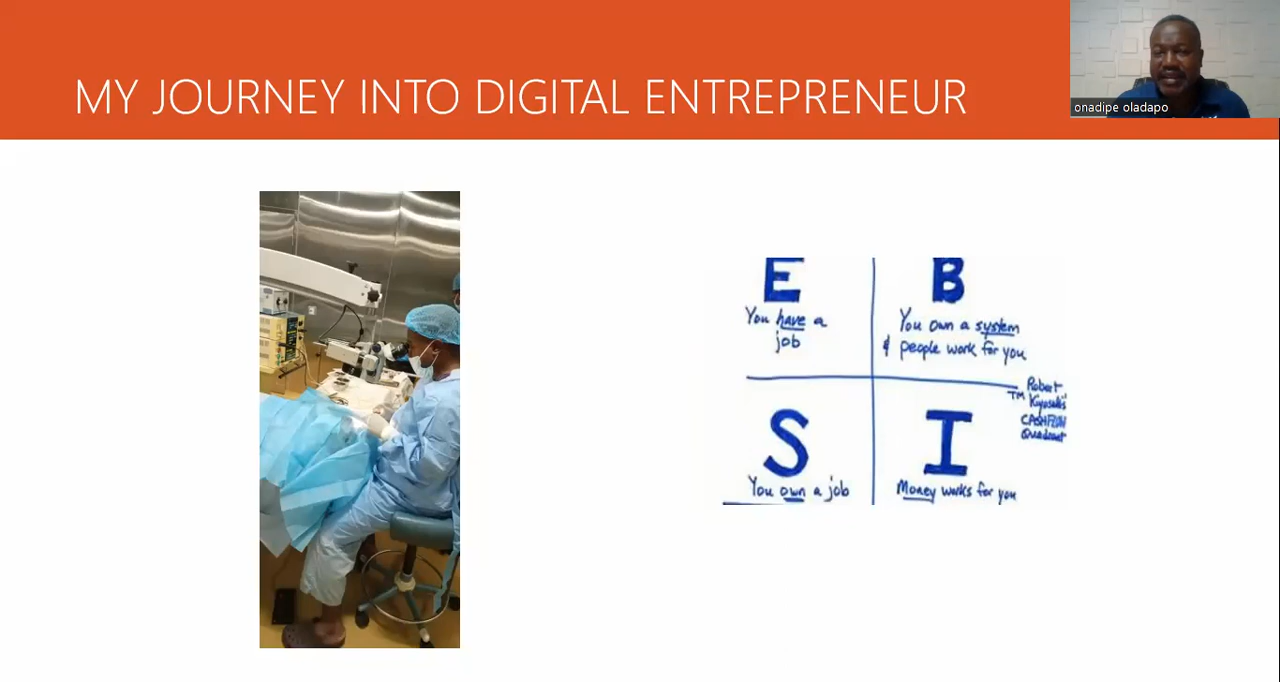 MY JOURNEY INTO DIGITAL ENTREPRENEUR
onadipe oladapo
E
You have a
job
B
You own a system
& people work for you
TM Robert
Kiyosaki's
CASHFLOW
Quadrant
S
You own a job
I
Money works for you